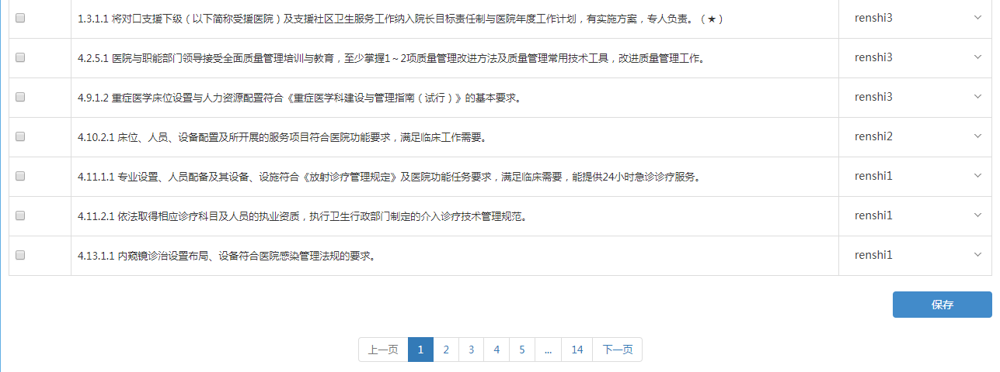 1.3.1.1 将对口支援下级（以下简称受援医院）及支援社区卫生服务工作纳入院长目标责任制与医院年度工作计划，有实施方案，专人负责。（★） renshi3
4.2.5.1 医院与职能部门领导接受全面质量管理培训与教育，至少掌握1～2项质量管理改进方法及质量管理常用技术工具，改进质量管理工作。 renshi3
4.9.1.2 重症医学床位设置与人力资源配置符合《重症医学科建设与管理指南（试行）》的基本要求。 renshi3
4.10.2.1 床位、人员、设备配置及所开展的服务项目符合医院功能要求，满足临床工作需要。 renshi2
4.11.1.1 专业设置、人员配备及其设备、设施符合《放射诊疗管理规定》及医院功能任务要求，满足临床需要，能提供24小时急诊诊疗服务。 renshi1
4.11.2.1 依法取得相应诊疗科目及人员的执业资质，执行卫生行政部门制定的介入诊疗技术管理规范。 renshi1
4.13.1.1 内窥镜诊治设置布局、设备符合医院感染管理法规的要求。 renshi1
保存
上一页 1 2 3 4 5 ... 14 下一页